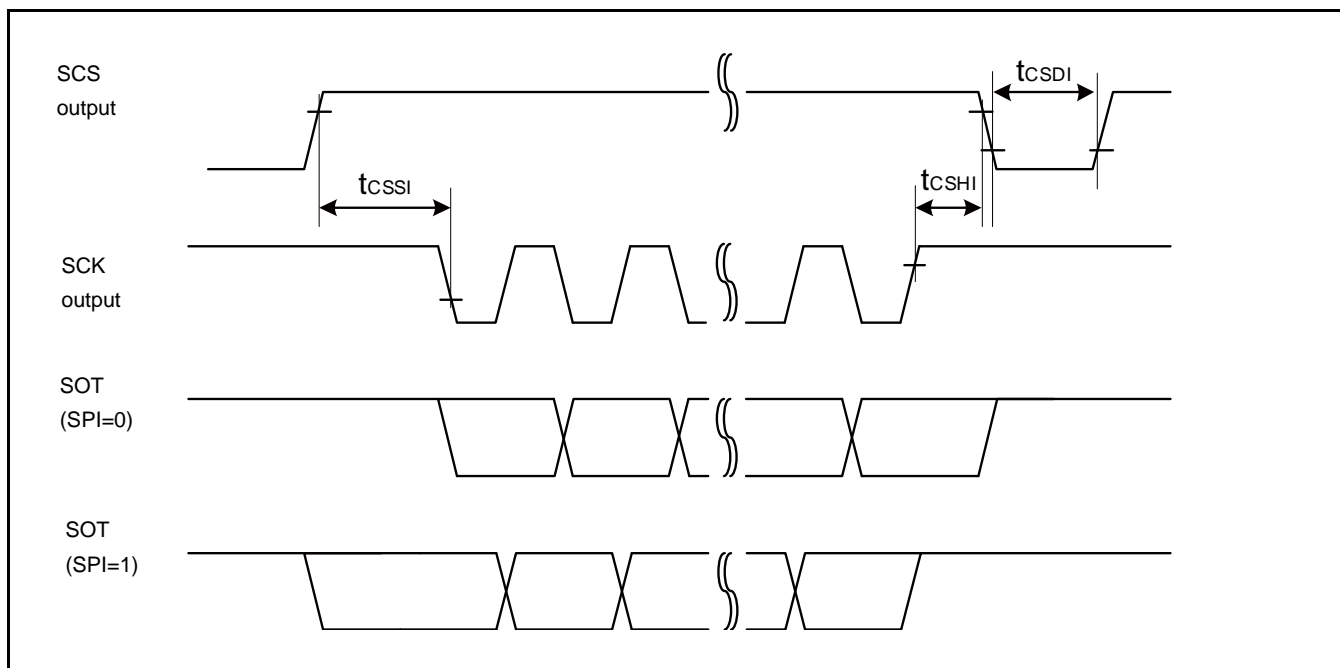 SCS
output
tCSDI
tCSSI
tCSHI
SCK
output
SOT
(SPI=0)
SOT
(SPI=1)